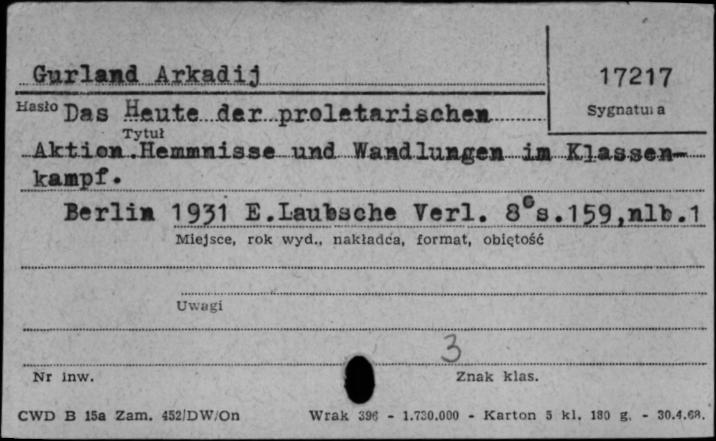 Gurland Arkadij
17217
Hasło Das Heute der proletarischen
Sygnatura
Tytuł
Aktion.Hemmnisse und Wandlungen im Klassen-
kampf.
Berlin 1931 E.Laubsche Verl. 8°s.159,nlb.1
Miejsce, rok wyd., nakładca, format, objętość
Uwagi
3
Nr inw.
Znak klas.
CWD B 15a Zam. 452/DW/On
Wrak 396 - 1.730.000 - Karton 5 kl. 180 g. - 30.4.68.